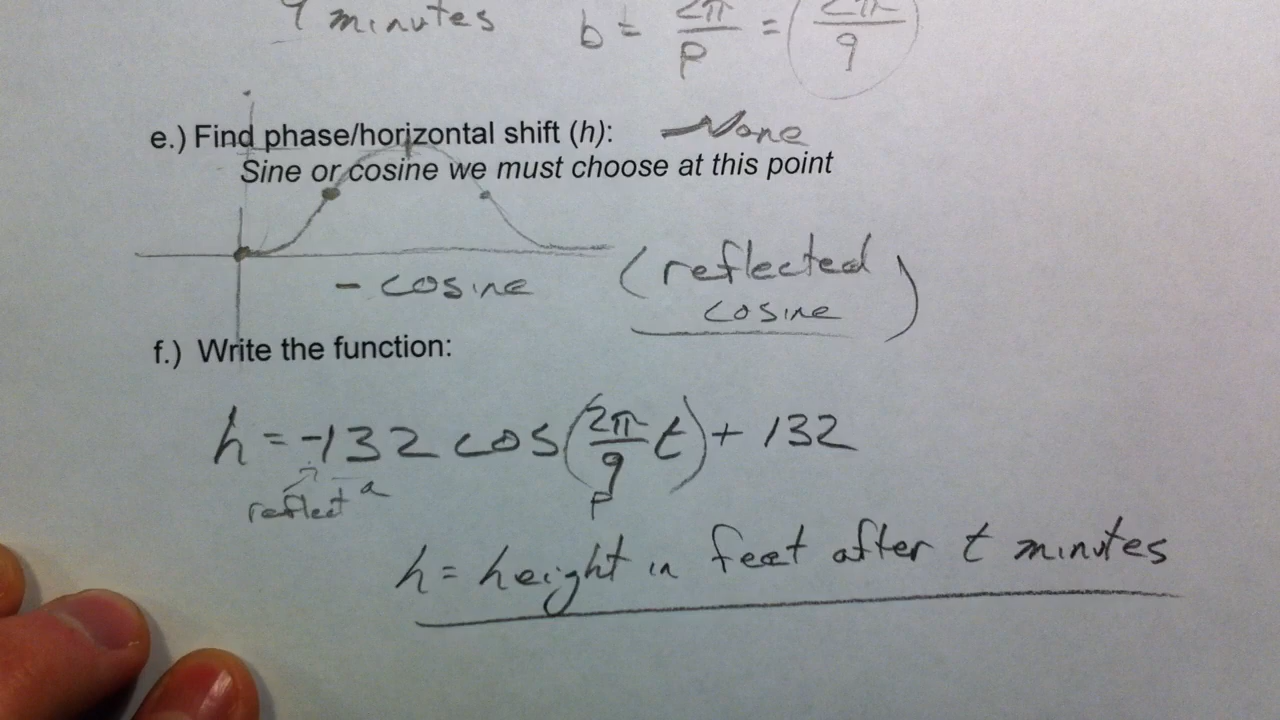 9 minutes b = 2π/P = 2π/9
e.) Find phase/horizontal shift (h): None
Sine or cosine we must choose at this point
- cosine (reflected
cosine)
f.) Write the function:
h = -132 cos(2π/9 t) + 132
reflect a P
h = height in feet after t minutes